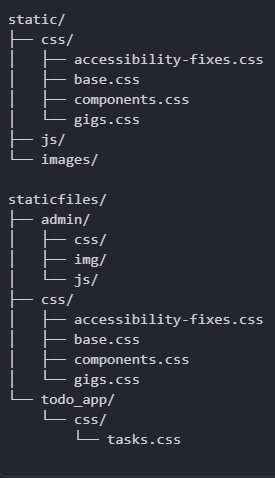 static/
├── css/
│   ├── accessibility-fixes.css
│   ├── base.css
│   ├── components.css
│   └── gigs.css
├── js/
└── images/

staticfiles/
├── admin/
│   ├── css/
│   ├── img/
│   └── js/
├── css/
│   ├── accessibility-fixes.css
│   ├── base.css
│   ├── components.css
│   └── gigs.css
└── todo_app/
    └── css/
        └── tasks.css